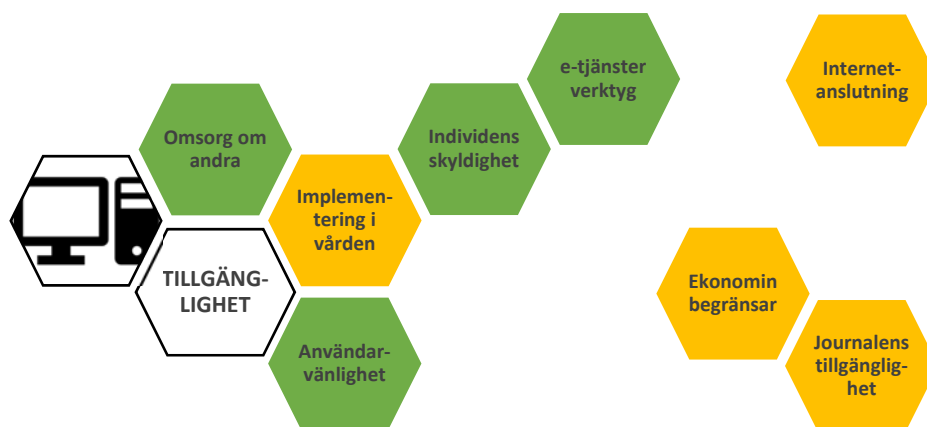 e-tjänster
verktyg
Internet-
anslutning
Omsorg om
andra
Individens
skyldighet
Implemen-
tering i
vården
TILLGÄNG-
LIGHET
Ekonomin
begränsar
Användar-
vänlighet
Journalens
tillgänglig-
het